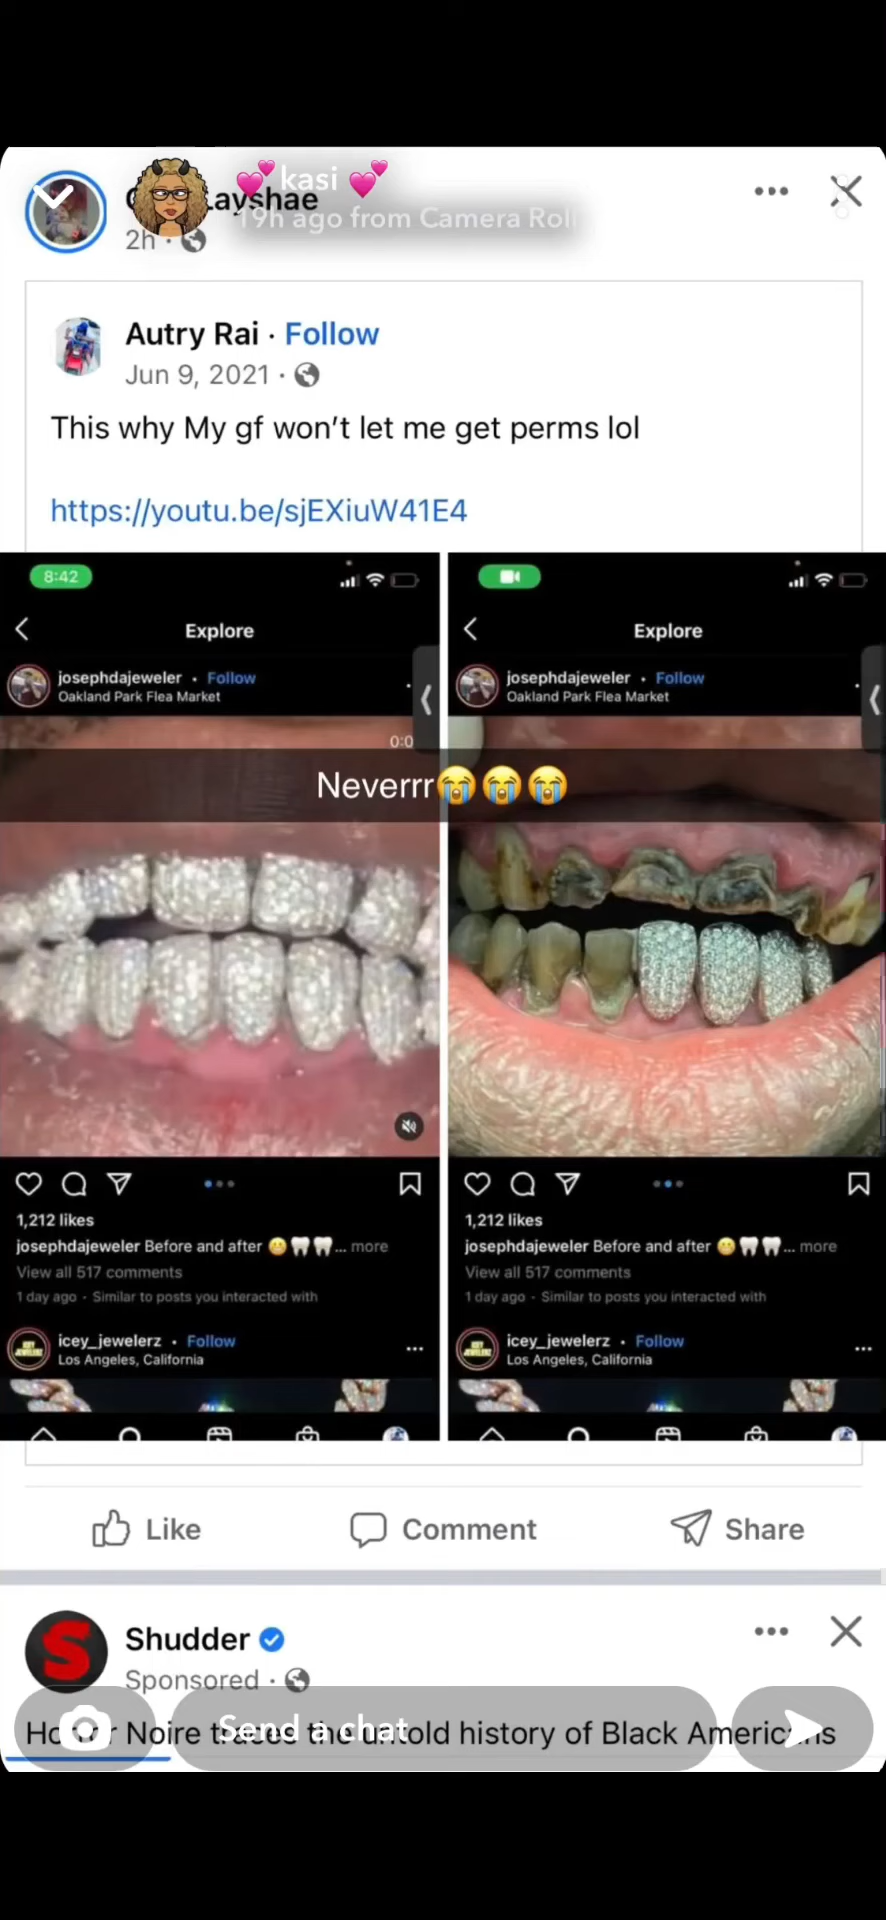 💕 kasi 💕
Layshae
19h ago from Camera Roll
2h ·
Autry Rai · Follow
Jun 9, 2021 ·
This why My gf won't let me get perms lol
https://youtu.be/sjEXiuW41E4
8:42
Explore
josephdajeweler • Follow
Oakland Park Flea Market
0:0
Explore
josephdajeweler • Follow
Oakland Park Flea Market
Neverrr😭😭😭
1,212 likes
josephdajeweler Before and after 😬🦷🦷... more
View all 517 comments
1 day ago · Similar to posts you interacted with
icey_jewelerz • Follow
Los Angeles, California
1,212 likes
josephdajeweler Before and after 😬🦷🦷... more
View all 517 comments
1 day ago · Similar to posts you interacted with
icey_jewelerz • Follow
Los Angeles, California
Like
Comment
Share
Shudder
Sponsored ·
Horror Noire traces the untold history of Black Americans
Send a chat